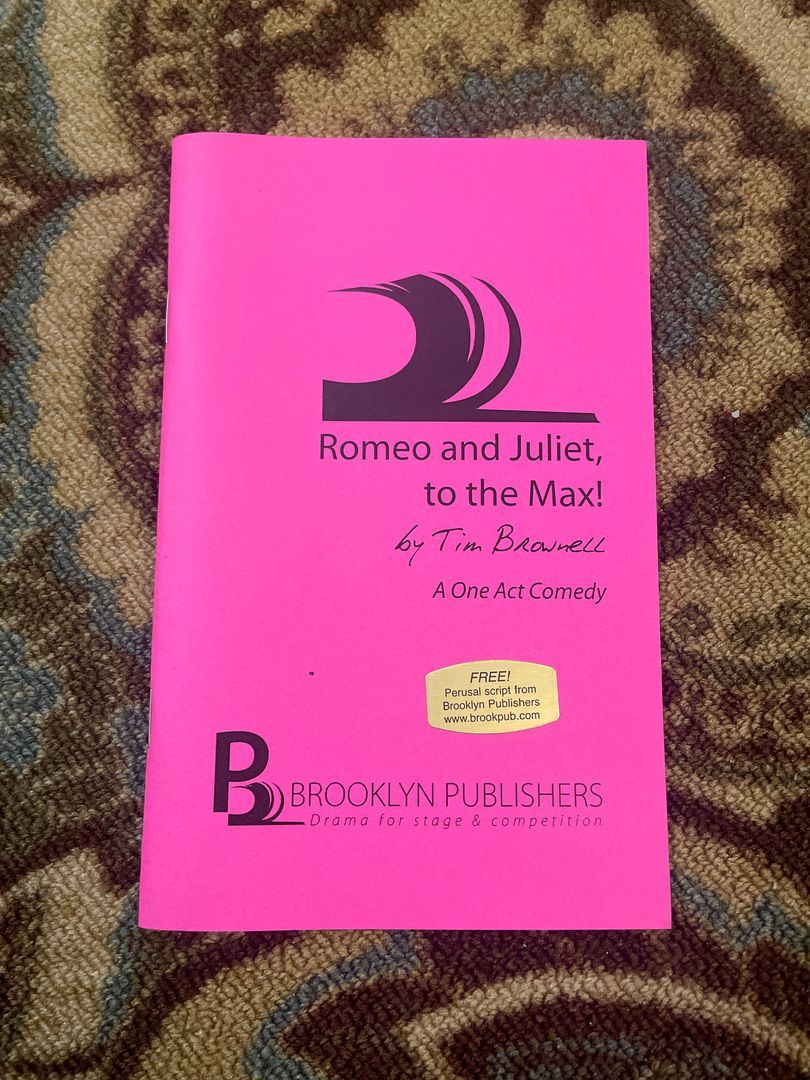 Romeo and Juliet,
to the Max!
by Tim Brownell
A One Act Comedy
FREE!
Perusal script from
Brooklyn Publishers
www.brookpub.com
PB BROOKLYN PUBLISHERS
Drama for stage & competition